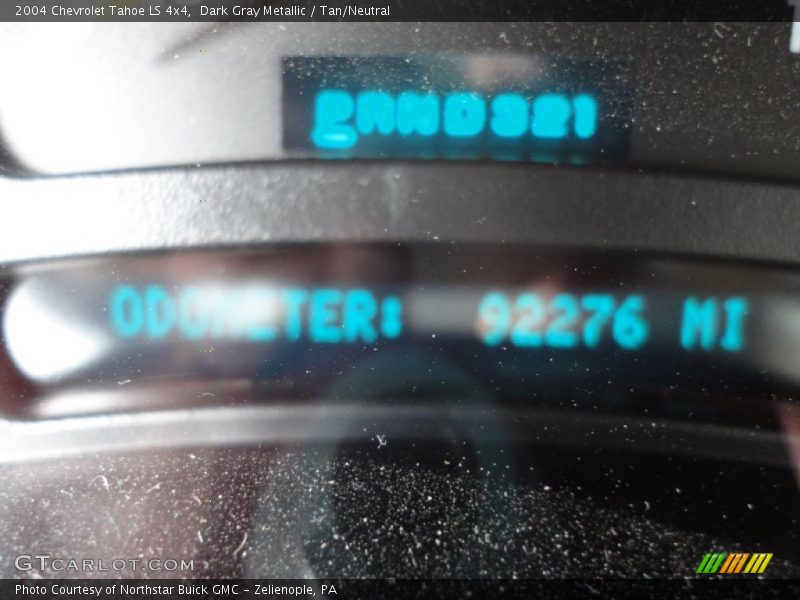 2004 Chevrolet Tahoe LS 4x4, Dark Gray Metallic / Tan/Neutral
PRND321
ODOMETER: 92276 MI
GTCARLOT.COM
Photo Courtesy of Northstar Buick GMC - Zelienople, PA